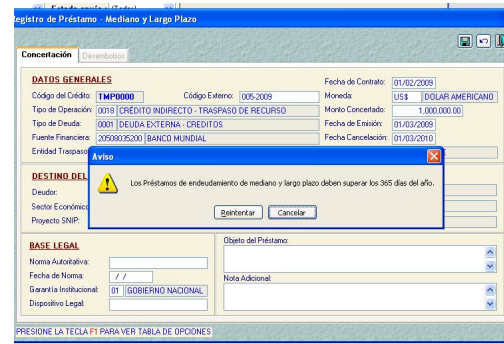 Registro de Préstamo - Mediano y Largo Plazo
Concertación Desembolsos
DATOS GENERALES
Código del Crédito: TMP0000 Código Externo: 005-2009
Tipo de Operación: 0018 CRÉDITO INDIRECTO - TRASPASO DE RECURSO
Tipo de Deuda: 0001 DEUDA EXTERNA - CREDITOS
Fuente Financiera: 20508035200 BANCO MUNDIAL
Entidad Traspaso
Fecha de Contrato: 01/02/2009
Moneda: US$ DOLAR AMERICANO
Monto Concertado: 1,000,000.00
Fecha de Emisión: 01/03/2009
Fecha Cancelación: 01/03/2010
Aviso
Los Préstamos de endeudamiento de mediano y largo plazo deben superar los 365 días del año.
Reintentar Cancelar
DESTINO DEL
Deudor:
Sector Económico
Proyecto SNIP:
BASE LEGAL
Norma Autoritativa:
Fecha de Norma: / /
Garantía Institucional: 01 GOBIERNO NACIONAL
Dispositivo Legal:
Objeto del Préstamo:
Nota Adicional:
PRESIONE LA TECLA F1 PARA VER TABLA DE OPCIONES